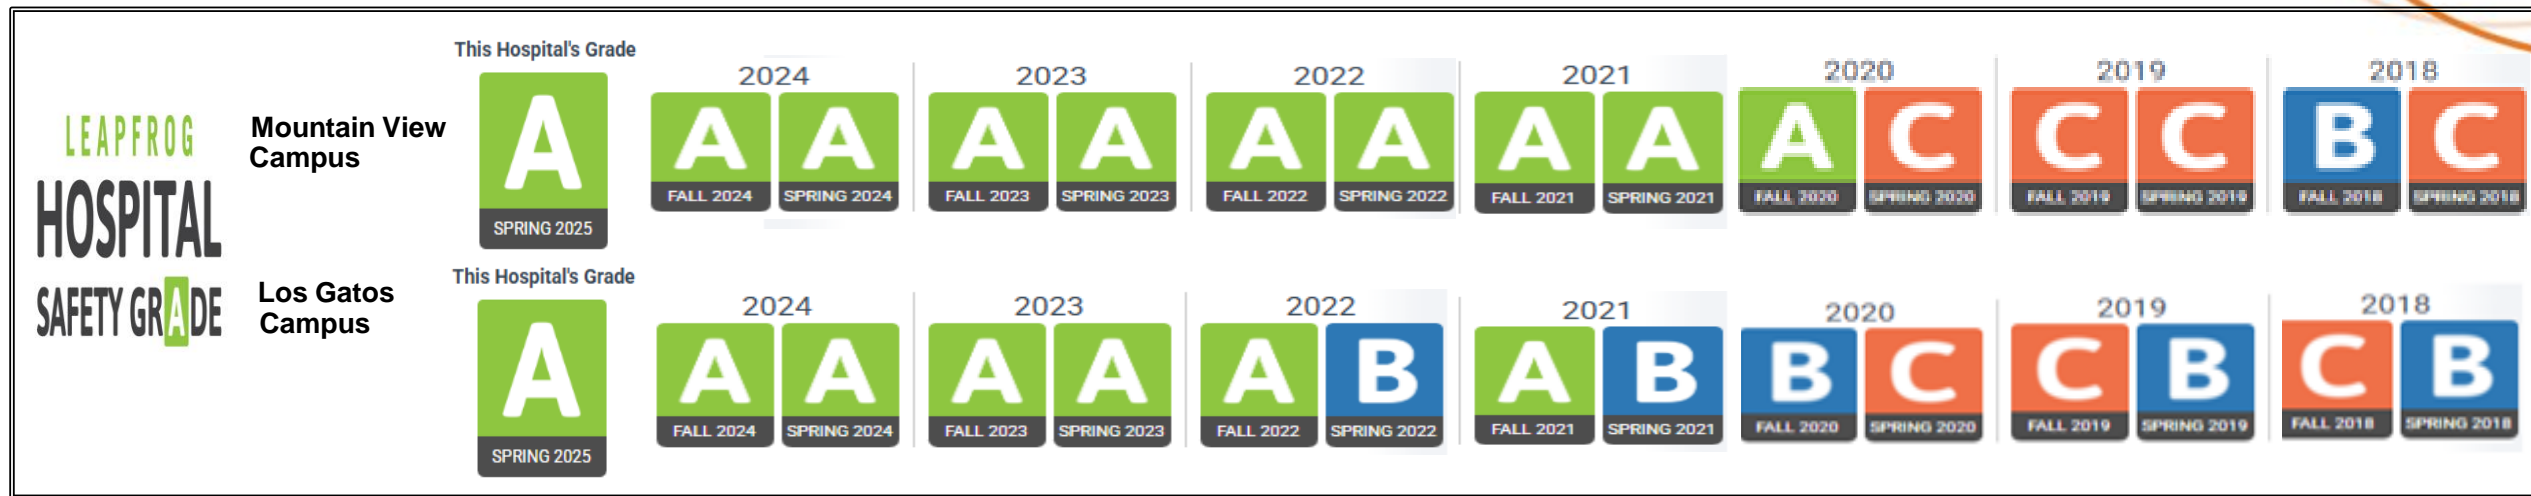 LEAPFROG
HOSPITAL
SAFETY GRADE
Mountain View
Campus
This Hospital's Grade
A
SPRING 2025
2024 2023 2022 2021 2020 2019 2018
A A A A A A A A A C C C B C
FALL 2024 SPRING 2024 FALL 2023 SPRING 2023 FALL 2022 SPRING 2022 FALL 2021 SPRING 2021 FALL 2020 SPRING 2020 FALL 2019 SPRING 2019 FALL 2018 SPRING 2018
Los Gatos
Campus
This Hospital's Grade
A
SPRING 2025
2024 2023 2022 2021 2020 2019 2018
A A A A A B A B B C C B C B
FALL 2024 SPRING 2024 FALL 2023 SPRING 2023 FALL 2022 SPRING 2022 FALL 2021 SPRING 2021 FALL 2020 SPRING 2020 FALL 2019 SPRING 2019 FALL 2018 SPRING 2018